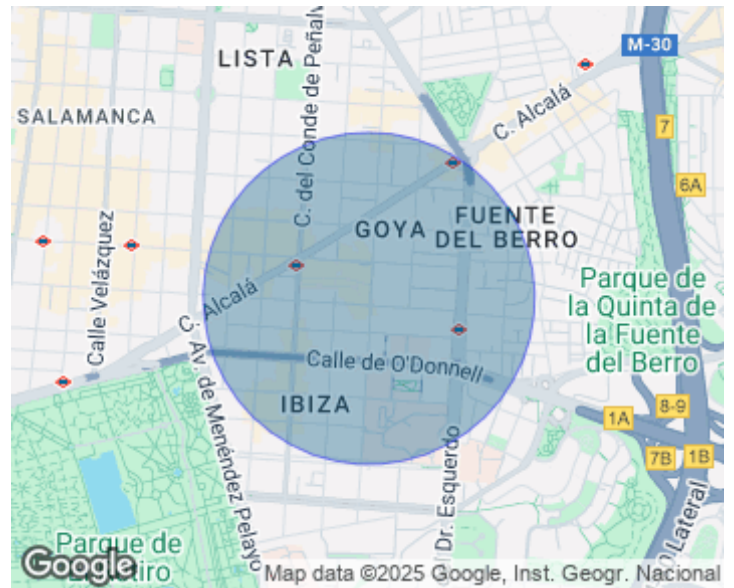 LISTA
M-30
SALAMANCA
C. del Conde de Peñalv
C. Alcalá
7
6A
GOYA
FUENTE
DEL BERRO
Calle Velázquez
C. Alcalá
Parque de
la Quinta de
la Fuente
del Berro
Calle de O'Donnell
Av. de Menéndez Pelayo
IBIZA
8-9
1A
7B
1B
Dr. Esquerdo
o Lateral
Parque de
El Retiro
Google
Map data ©2025 Google, Inst. Geogr. Nacional